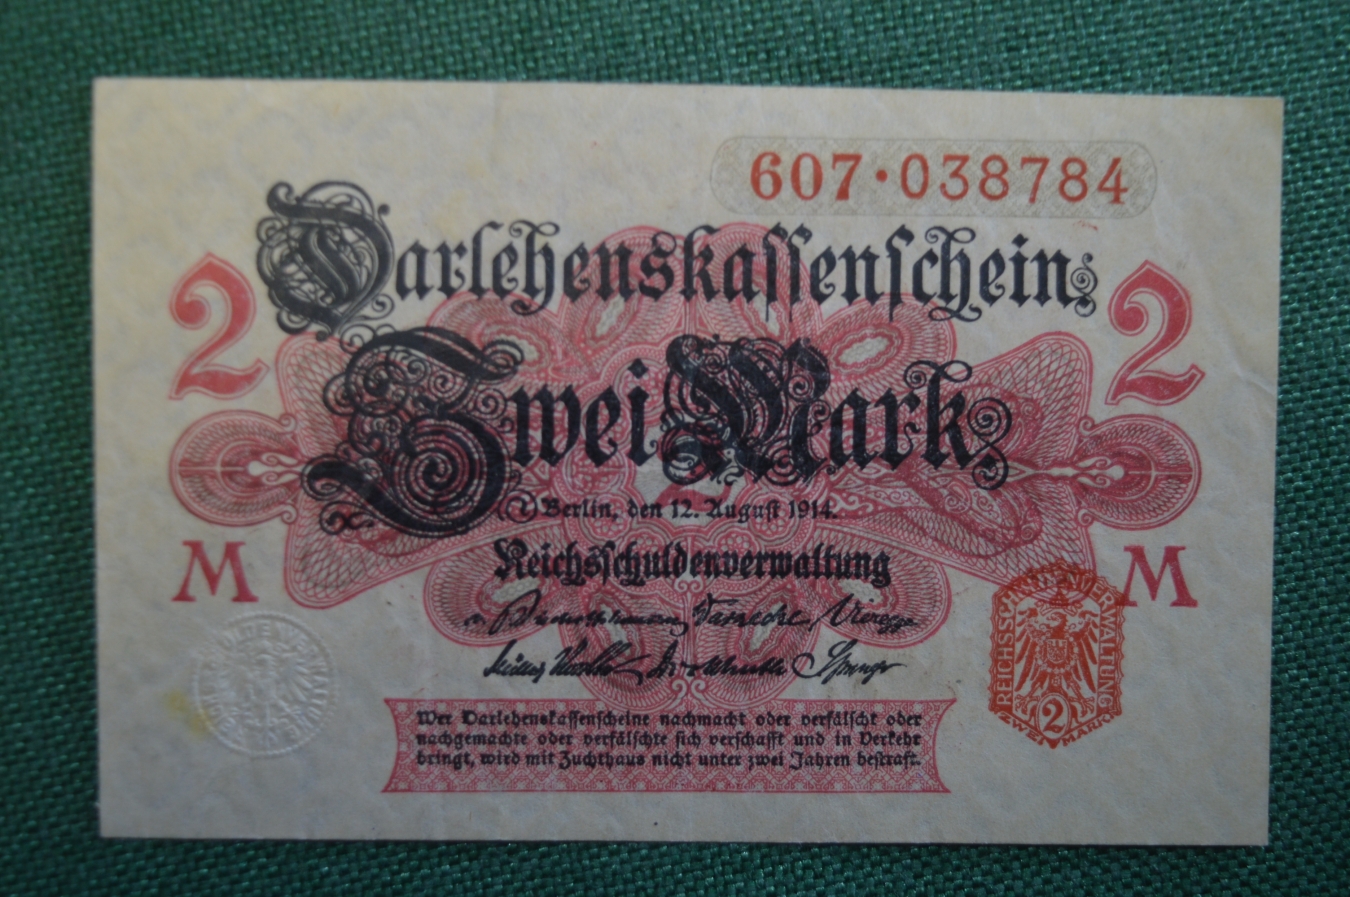 607·038784
Darlehenskassenschein
2 2
Zwei Mark
2
Berlin, den 12. August 1914.
Reichsschuldenverwaltung
M M
REICHSSCHULDENVERWALTUNG
2
ZWEI MARK
Wer Darlehenskassenscheine nachmacht oder verfälscht oder
nachgemachte oder verfälschte sich verschafft und in Verkehr
bringt, wird mit Zuchthaus nicht unter zwei Jahren bestraft.